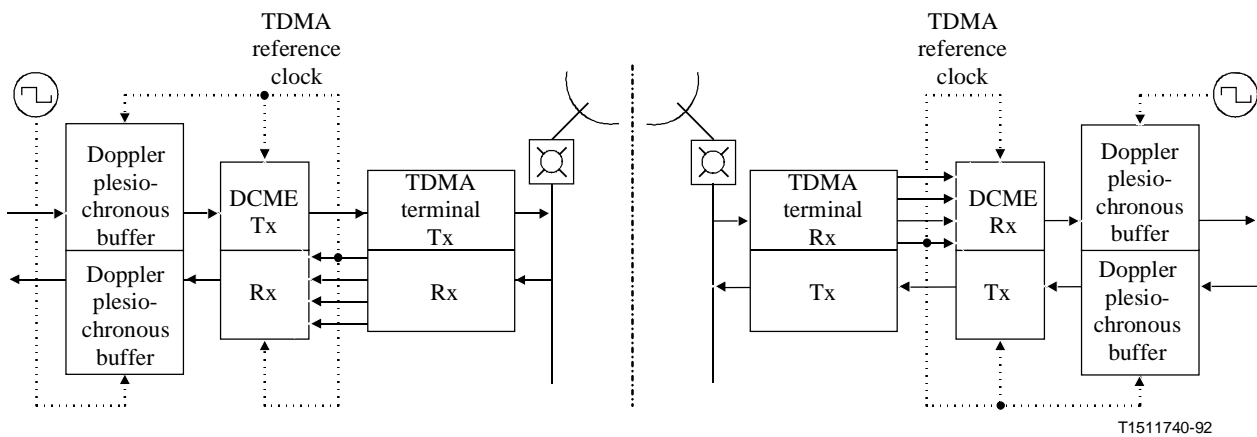 TDMA
reference
clock
TDMA
reference
clock
Doppler
plesio-
chronous
buffer
DCME
Tx
TDMA
terminal
Tx
Doppler
plesio-
chronous
buffer
Rx
Rx
TDMA
terminal
Rx
DCME
Rx
Doppler
plesio-
chronous
buffer
Tx
Tx
Doppler
plesio-
chronous
buffer
T1511740-92